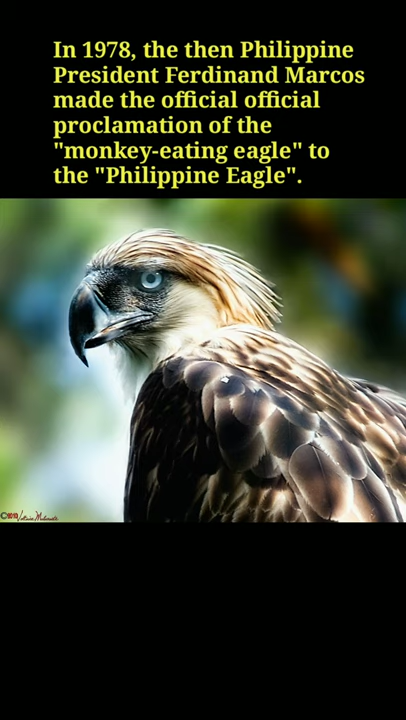 In 1978, the then Philippine
President Ferdinand Marcos
made the official official
proclamation of the
"monkey-eating eagle" to
the "Philippine Eagle".